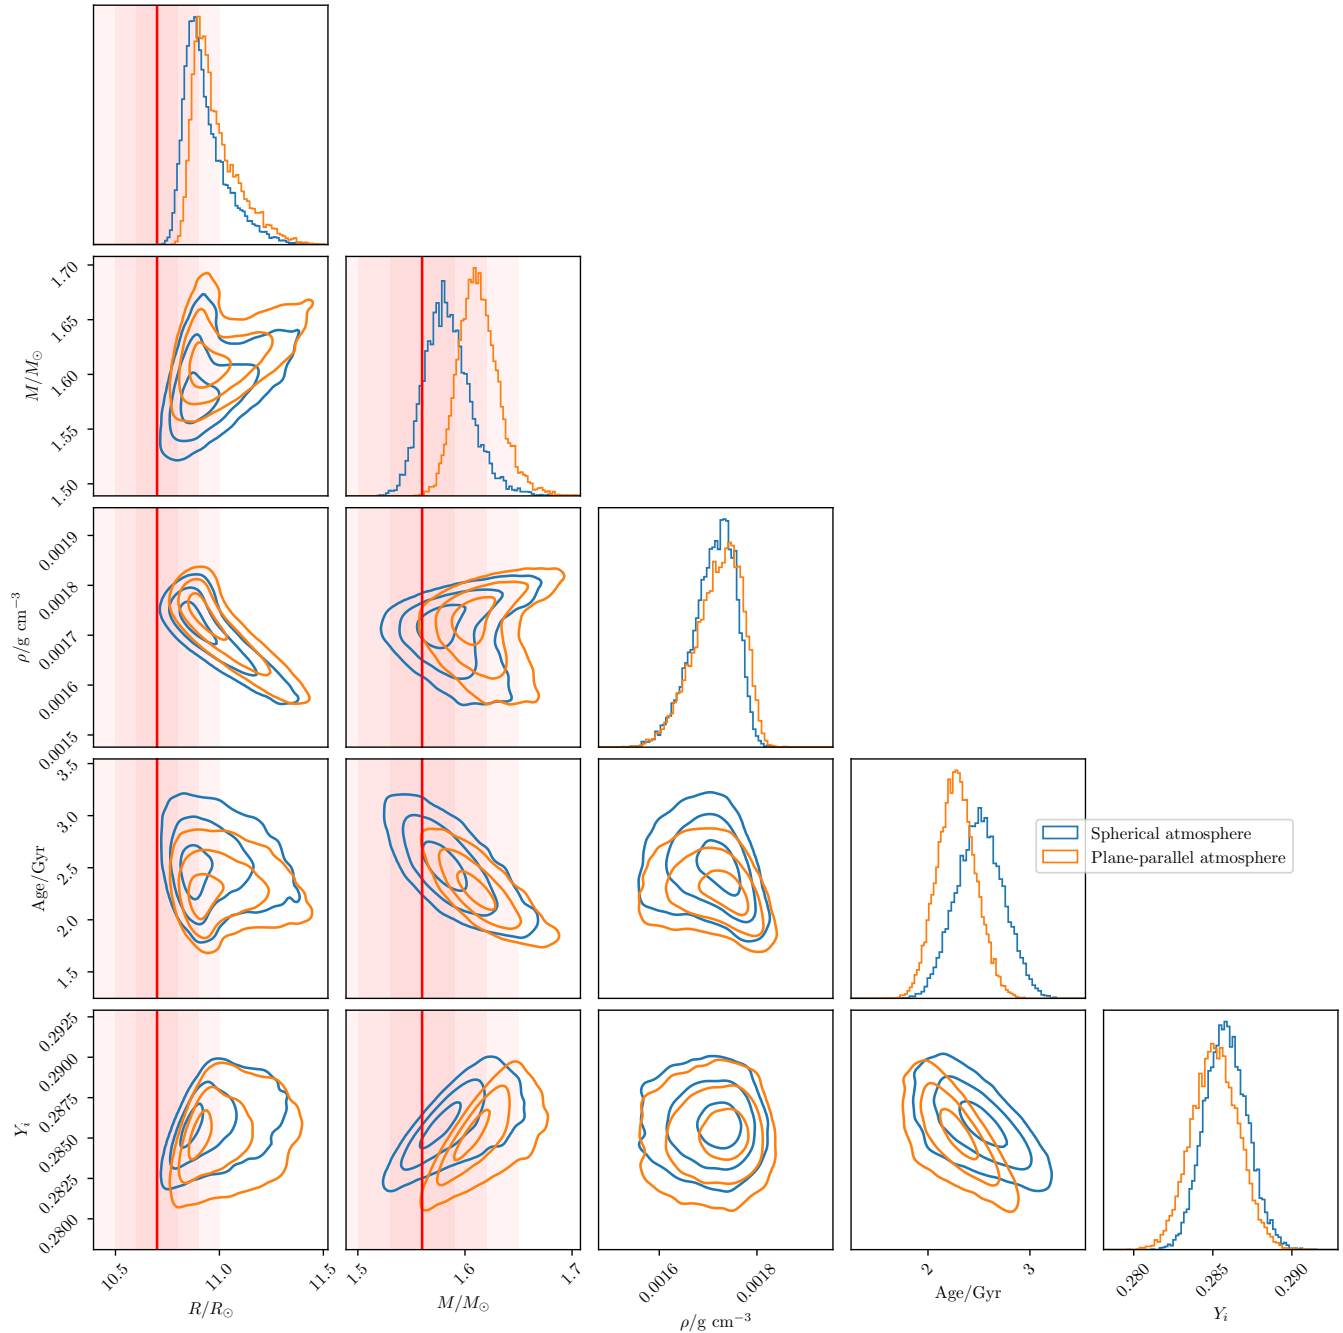 1.70
1.65
1.60
1.55
1.50
M/M⊙
0.0019
0.0018
0.0017
0.0016
0.0015
ρ/g cm⁻³
3.5
3.0
2.5
2.0
1.5
Age/Gyr
Spherical atmosphere
Plane-parallel atmosphere
0.2925
0.2900
0.2875
0.2850
0.2825
0.2800
Y_i
10.5 11.0 11.5
R/R⊙
1.5 1.6 1.7
M/M⊙
0.0016 0.0018
ρ/g cm⁻³
2 3
Age/Gyr
0.280 0.285 0.290
Y_i